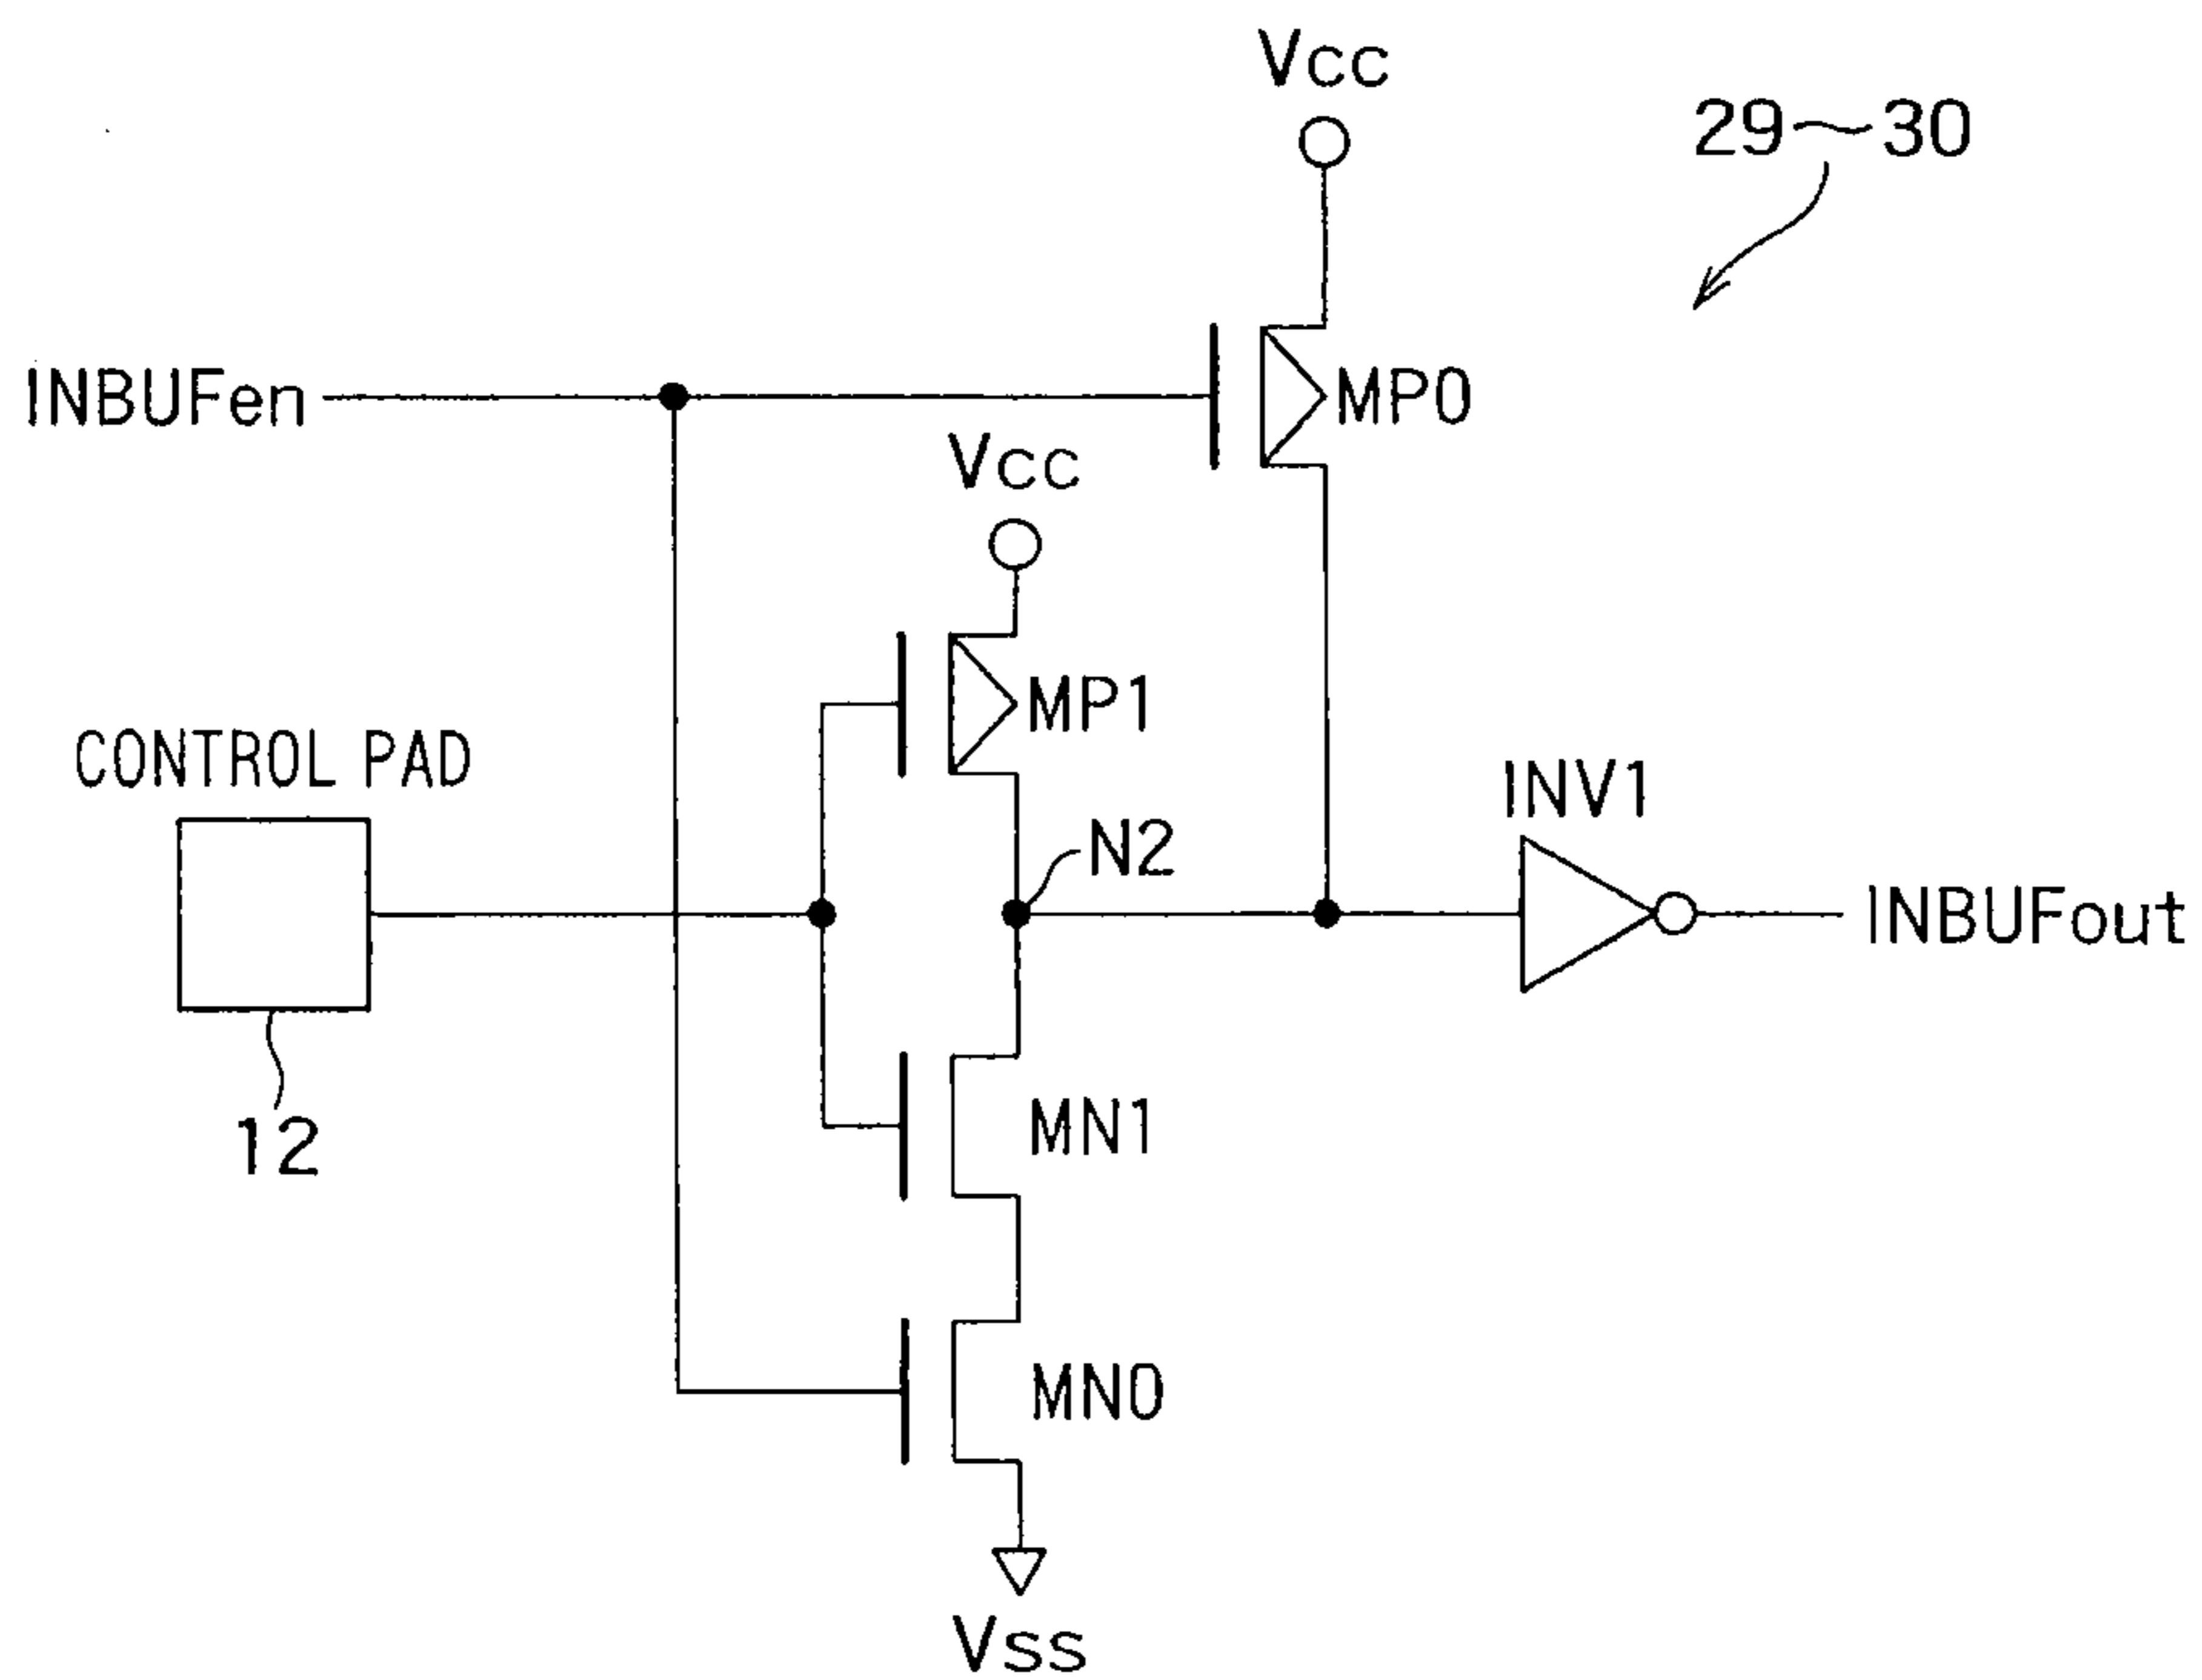 Vcc
29~30
INBUFen
MP0
Vcc
MP1
CONTROL PAD
INV1
N2
INBUFout
MN1
12
MN0
Vss